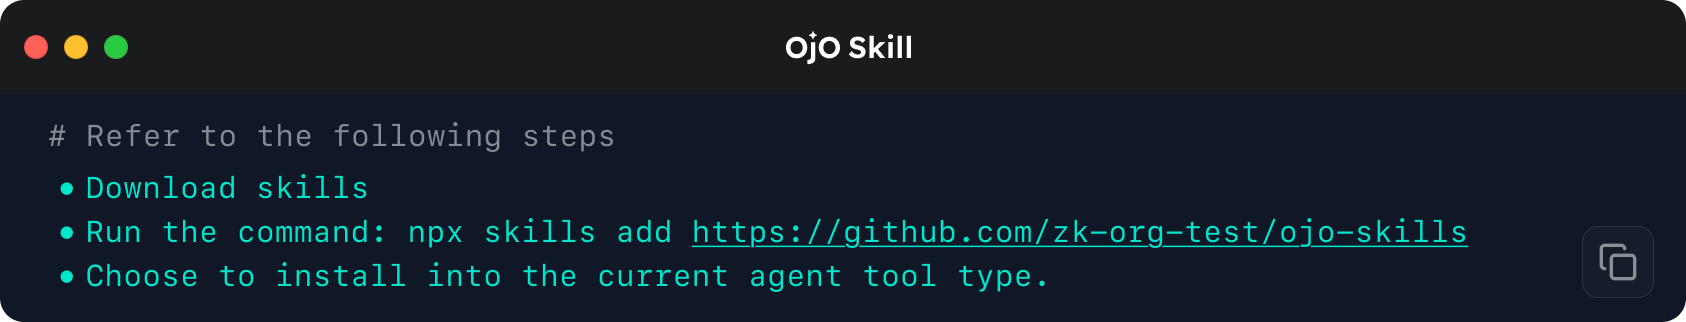 OjO Skill
# Refer to the following steps
• Download skills
• Run the command: npx skills add https://github.com/zk-org-test/ojo-skills
• Choose to install into the current agent tool type.